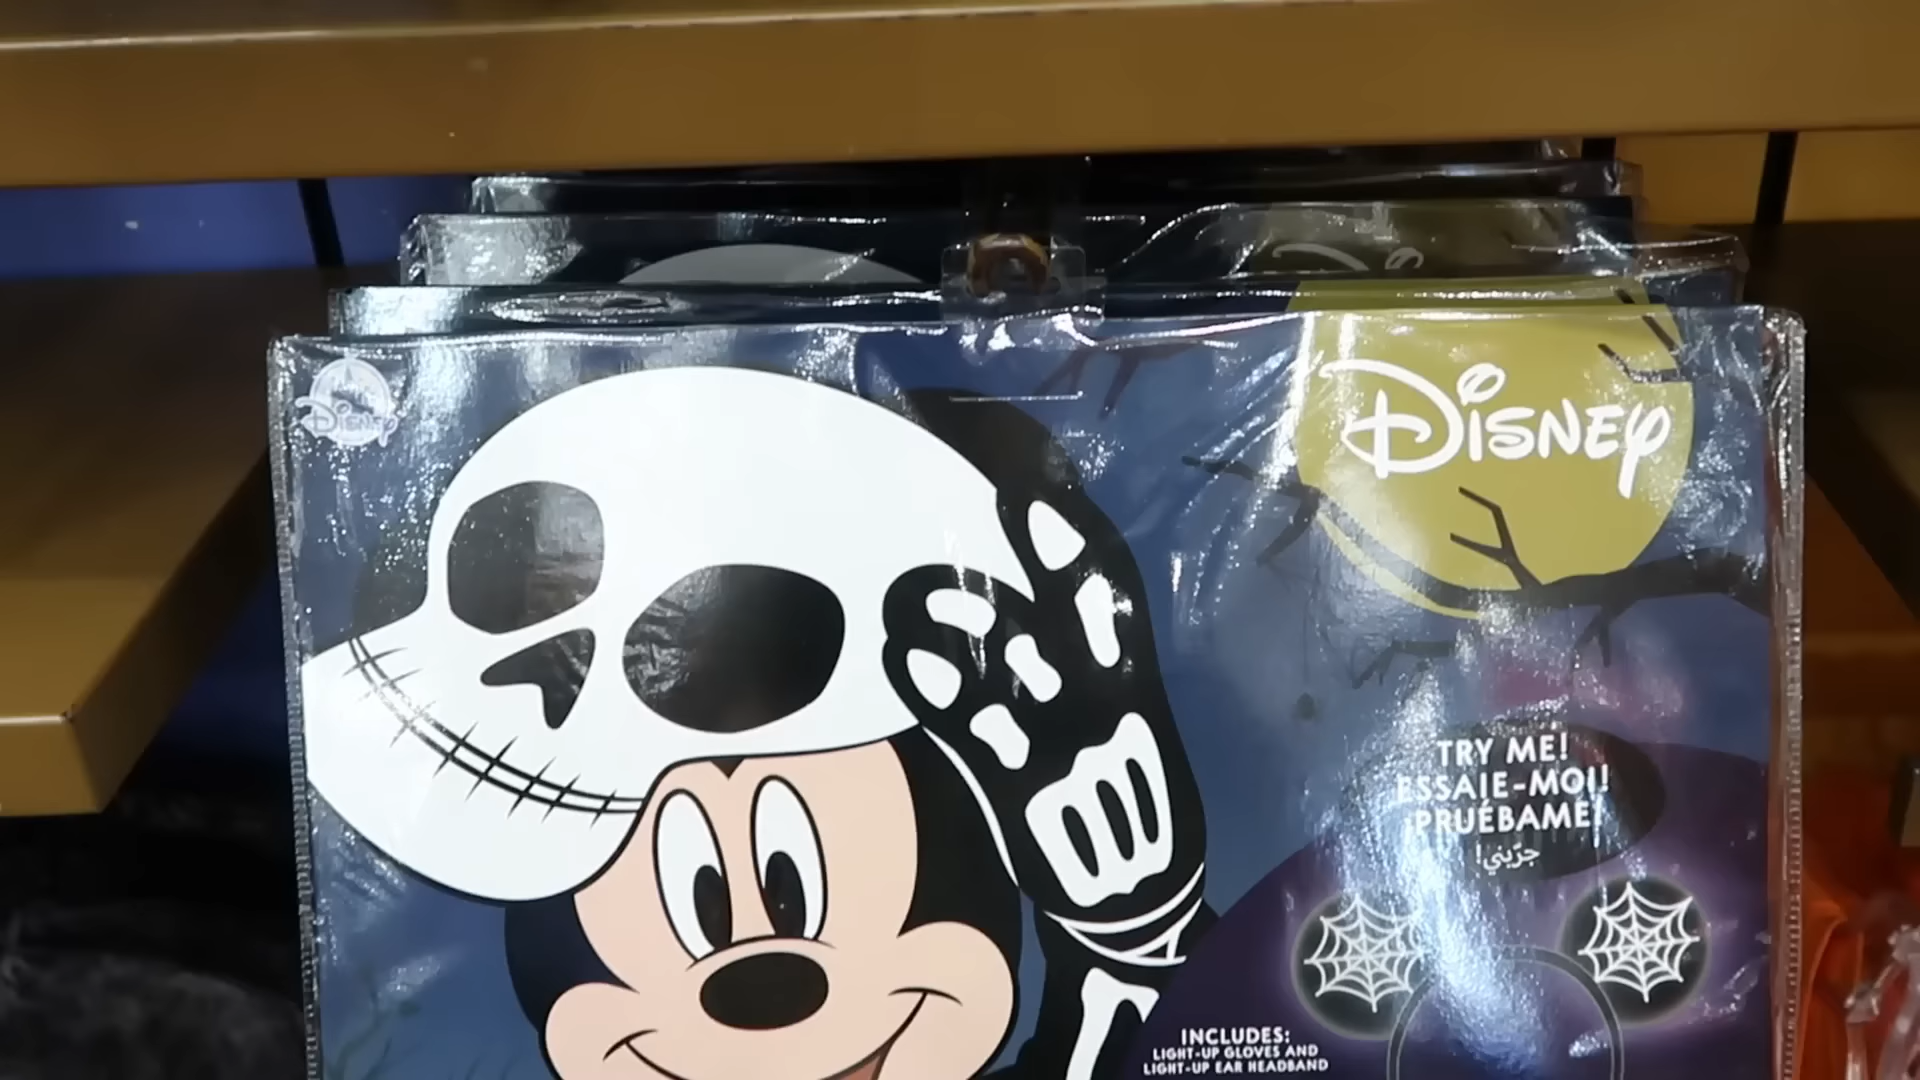 Disney
Disney
TRY ME!
ESSAIE-MOI!
PRUÉBAME!
جرّبني!
INCLUDES:
LIGHT-UP GLOVES AND
LIGHT-UP EAR HEADBAND